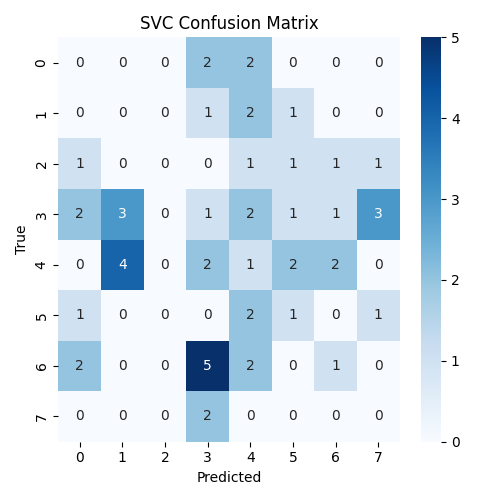 SVC Confusion Matrix
0 0 0 0 2 2 0 0 0
1 0 0 0 1 2 1 0 0
2 1 0 0 0 1 1 1 1
3 2 3 0 1 2 1 1 3
4 0 4 0 2 1 2 2 0
5 1 0 0 0 2 1 0 1
6 2 0 0 5 2 0 1 0
7 0 0 0 2 0 0 0 0
0 1 2 3 4 5 6 7
True
Predicted
5
4
3
2
1
0